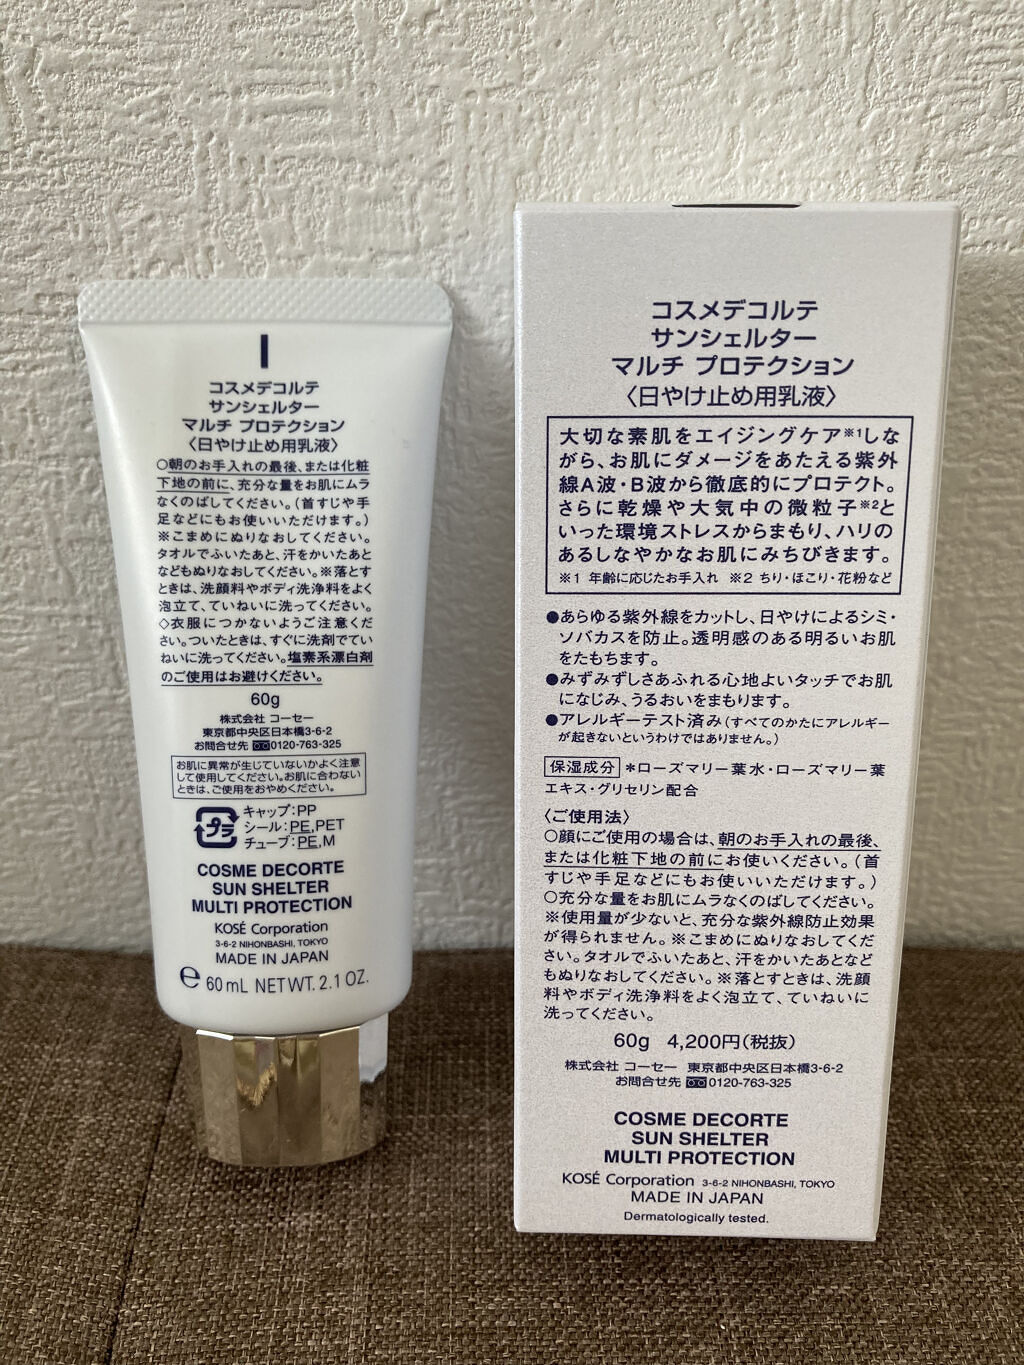 コスメデコルテ
サンシェルター
マルチ プロテクション
〈日やけ止め用乳液〉
○朝のお手入れの最後、または化粧
下地の前に、充分な量をお肌にムラ
なくのばしてください。（首すじや手
足などにもお使いいただけます。）
※こまめにぬりなおしてください。
タオルでふいたあと、汗をかいたあと
などもぬりなおしてください。※落とす
ときは、洗顔料やボディ洗浄料をよく
泡立て、ていねいに洗ってください。
◇衣服につかないようご注意くだ
さい。ついたときは、すぐに洗剤でてい
ねいに洗ってください。塩素系漂白剤
のご使用はお避けください。
60g
株式会社 コーセー
東京都中央区日本橋3-6-2
お問合せ先 0120-763-325
お肌に異常が生じていないかよく注意
して使用してください。お肌に合わない
ときは、ご使用をおやめください。
プラ
キャップ:PP
シール:PE,PET
チューブ:PE,M
COSME DECORTE
SUN SHELTER
MULTI PROTECTION
KOSÉ Corporation
3-6-2 NIHONBASHI, TOKYO
MADE IN JAPAN
℮ 60 mL NET WT. 2.1 OZ.
コスメデコルテ
サンシェルター
マルチ プロテクション
〈日やけ止め用乳液〉
大切な素肌をエイジングケア※1しな
がら、お肌にダメージをあたえる紫外
線A波・B波から徹底的にプロテクト。
さらに乾燥や大気中の微粒子※2と
いった環境ストレスからまもり、ハリの
あるしなやかなお肌にみちびきます。
※1 年齢に応じたお手入れ ※2 ちり・ほこり・花粉など
●あらゆる紫外線をカットし、日やけによるシミ・
ソバカスを防止。透明感のある明るいお肌
をたもちます。
●みずみずしさあふれる心地よいタッチでお肌
になじみ、うるおいをまもります。
●アレルギーテスト済み（すべてのかたにアレルギー
が起きないというわけではありません。）
保湿成分 *ローズマリー葉水・ローズマリー葉
エキス・グリセリン配合
〈ご使用法〉
○顔にご使用の場合は、朝のお手入れの最後、
または化粧下地の前にお使いください。（首
すじや手足などにもお使いいただけます。）
○充分な量をお肌にムラなくのばしてください。
※使用量が少ないと、充分な紫外線防止効果
が得られません。※こまめにぬりなおしてくだ
さい。タオルでふいたあと、汗をかいたあとなど
もぬりなおしてください。※落とすときは、洗顔
料やボディ洗浄料をよく泡立て、ていねいに
洗ってください。
60g 4,200円（税抜）
株式会社 コーセー 東京都中央区日本橋3-6-2
お問合せ先 0120-763-325
COSME DECORTE
SUN SHELTER
MULTI PROTECTION
KOSÉ Corporation 3-6-2 NIHONBASHI, TOKYO
MADE IN JAPAN
Dermatologically tested.